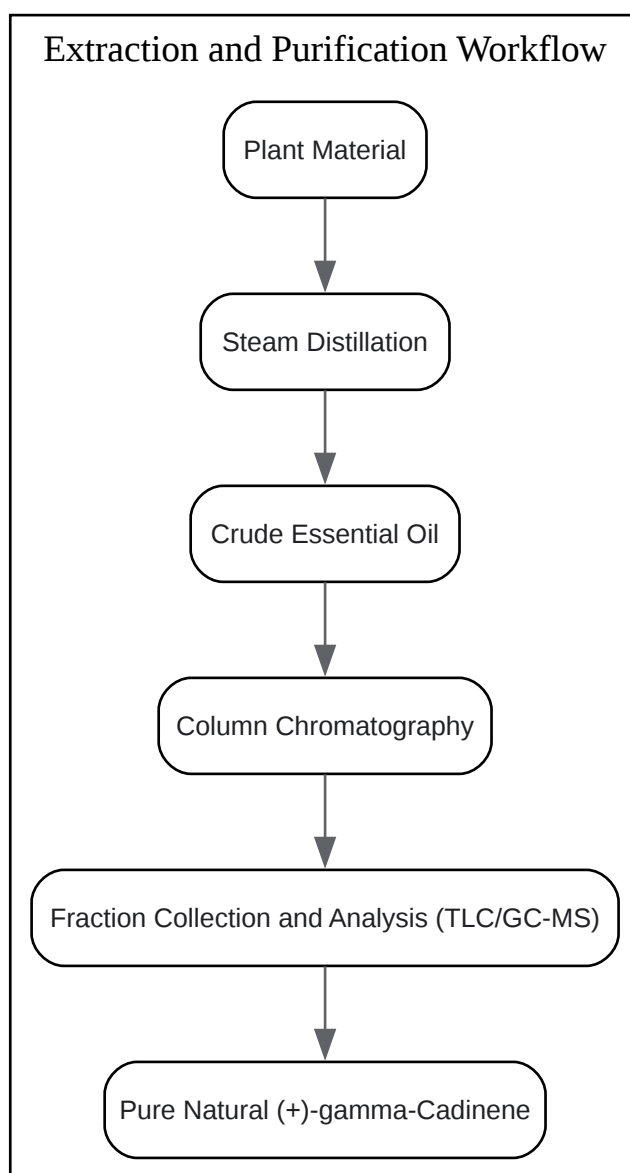 Extraction and Purification Workflow
Plant Material
Steam Distillation
Crude Essential Oil
Column Chromatography
Fraction Collection and Analysis (TLC/GC-MS)
Pure Natural (+)-gamma-Cadinene